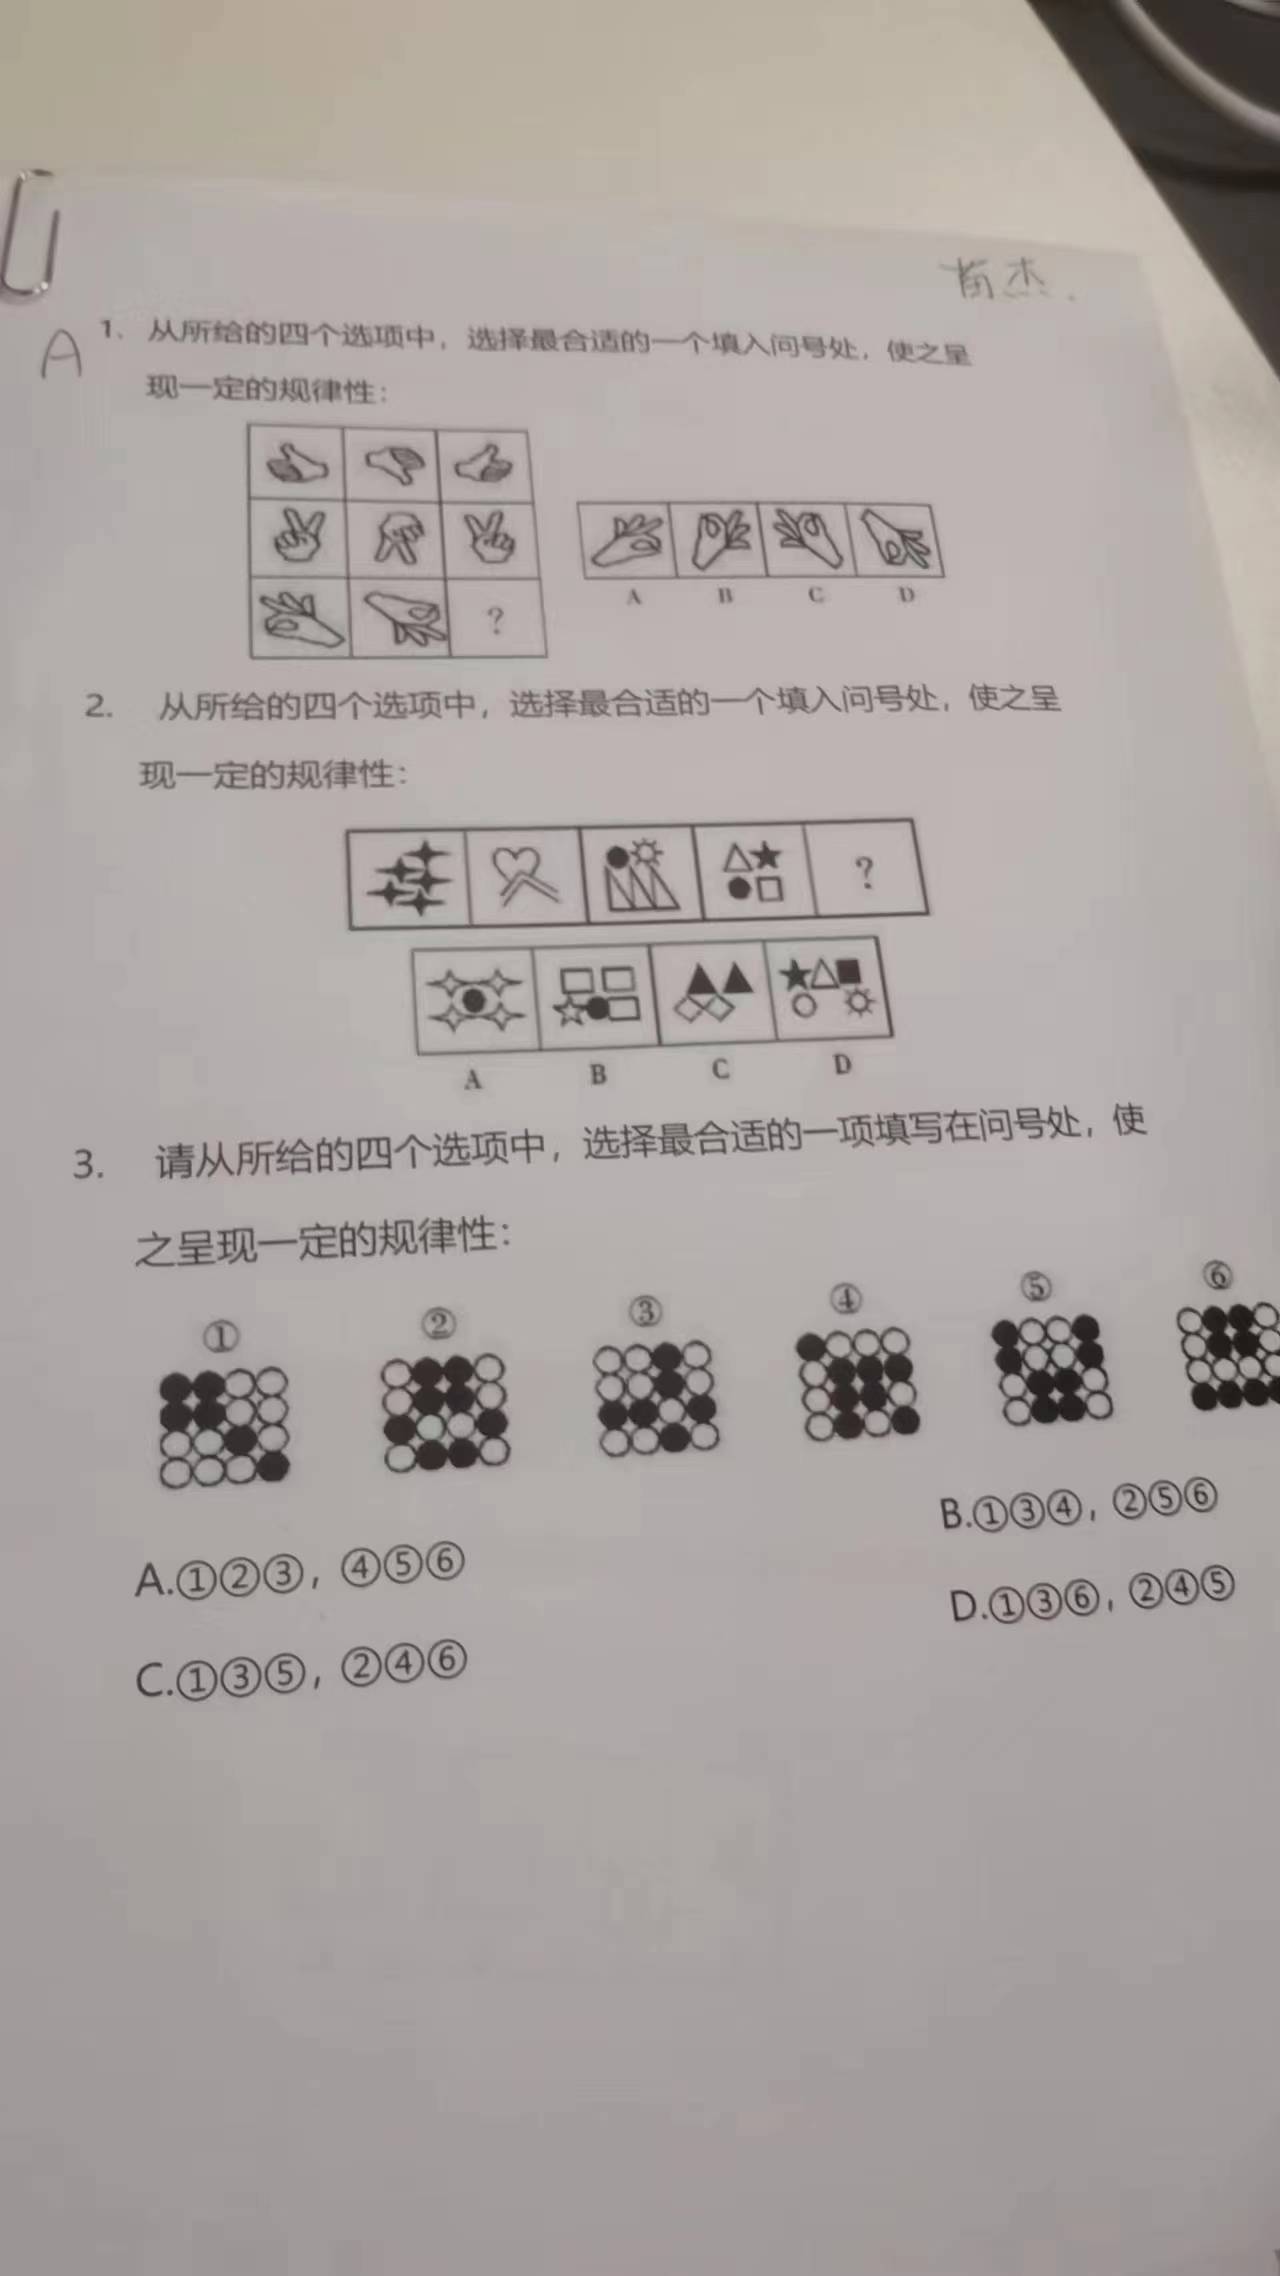 A
1、从所给的四个选项中，选择最合适的一个填入问号处，使之呈
现一定的规律性：
?
A B C D
2. 从所给的四个选项中，选择最合适的一个填入问号处，使之呈
现一定的规律性：
?
A B C D
3. 请从所给的四个选项中，选择最合适的一项填写在问号处，使
之呈现一定的规律性：
① ② ③ ④ ⑤ ⑥
A.①②③，④⑤⑥
B.①③④，②⑤⑥
C.①③⑤，②④⑥
D.①③⑥，②④⑤